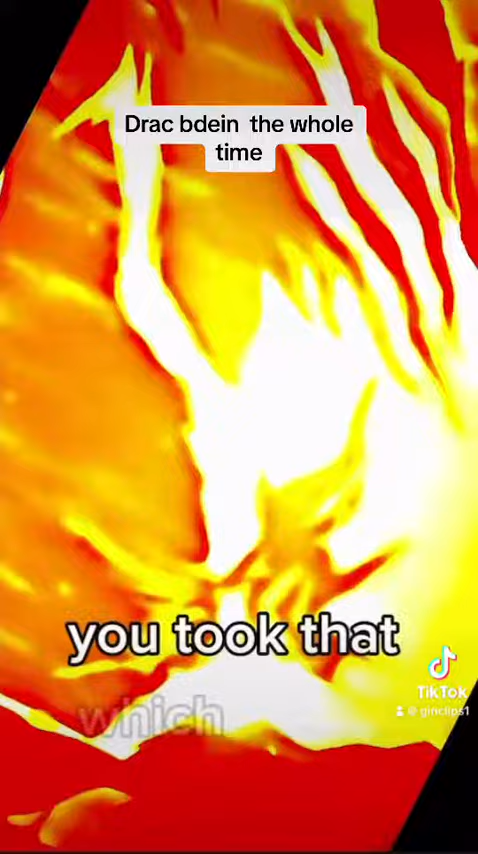 Drac bdein the whole
time
you took that
which
TikTok
@ginclips1